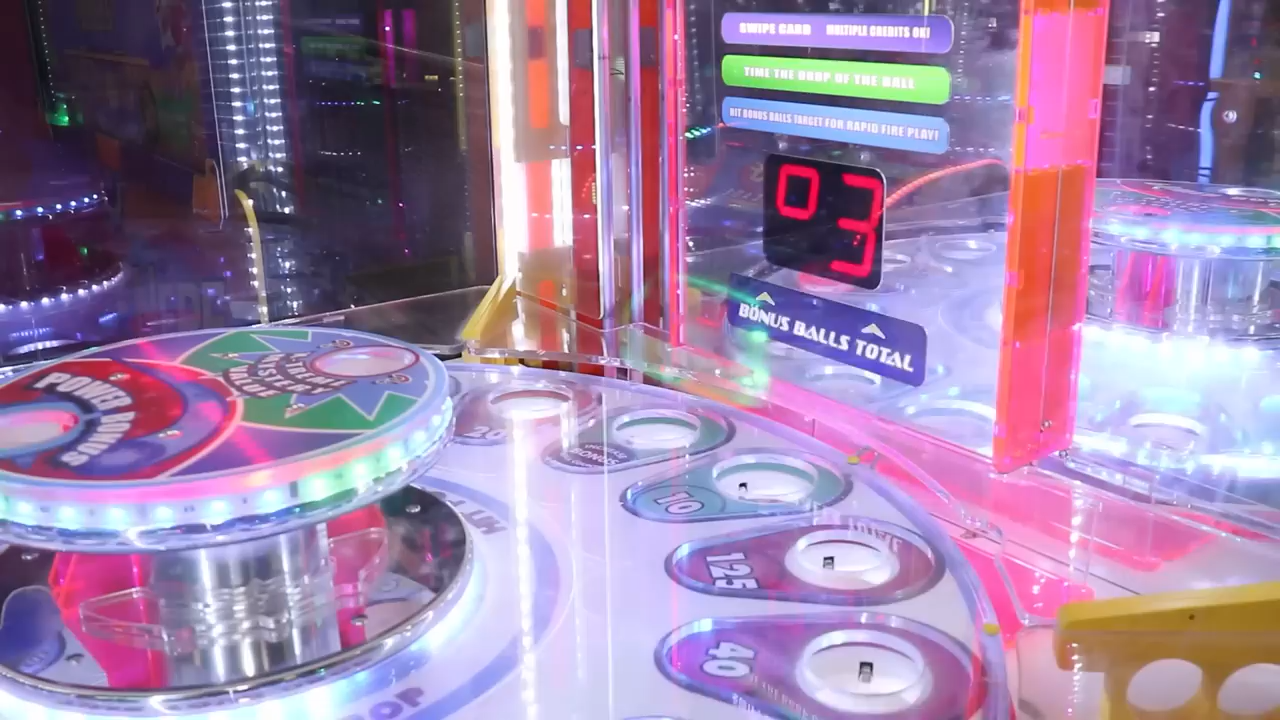 SWIPE CARD MULTIPLE CREDITS OK!
TIME THE DROP OF THE BALL
HIT BONUS BALLS TARGET FOR RAPID FIRE PLAY!
03
BONUS BALLS TOTAL
POWER BONUS
20
BONUS
10
125
40
HIT